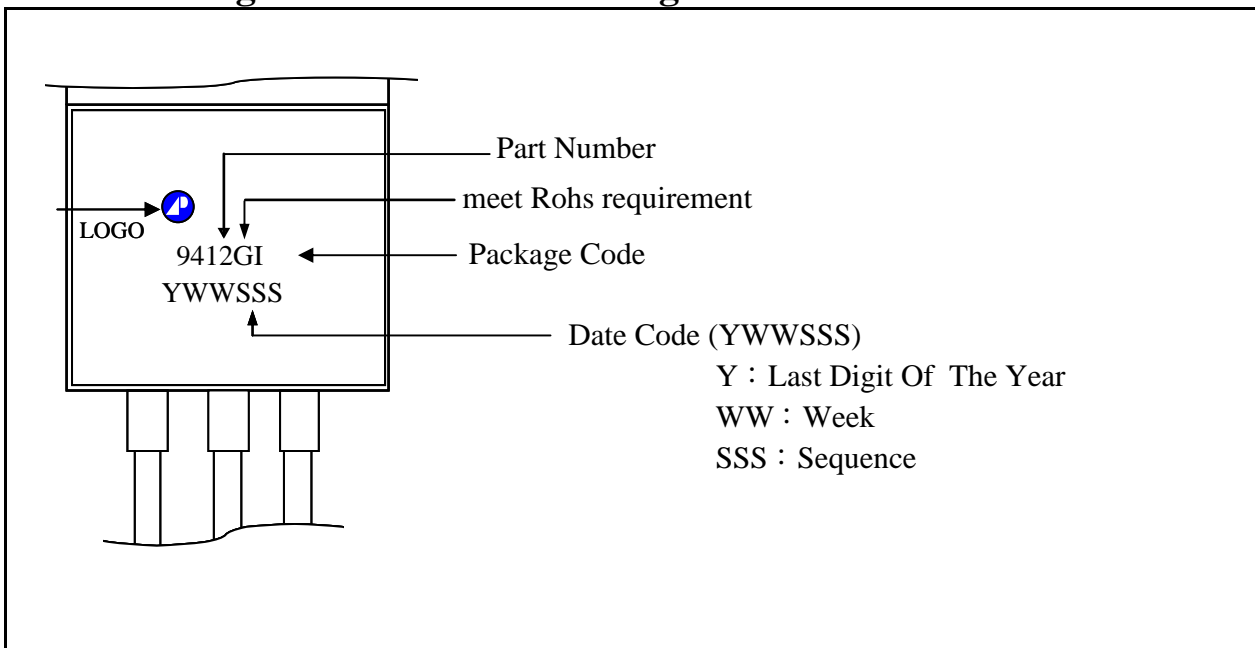 Part Number
meet Rohs requirement
LOGO
9412GI
Package Code
YWWSSS
Date Code (YWWSSS)
Y：Last Digit Of The Year
WW：Week
SSS：Sequence